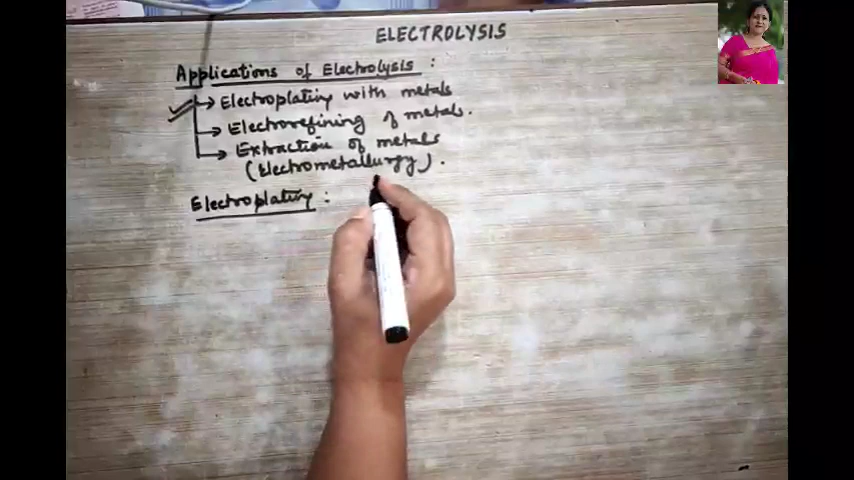 ELECTROLYSIS
Applications of Electrolysis :
Electroplating with metals
Electrorefining of metals.
Extraction of metals
(Electrometallurgy).
Electroplating :